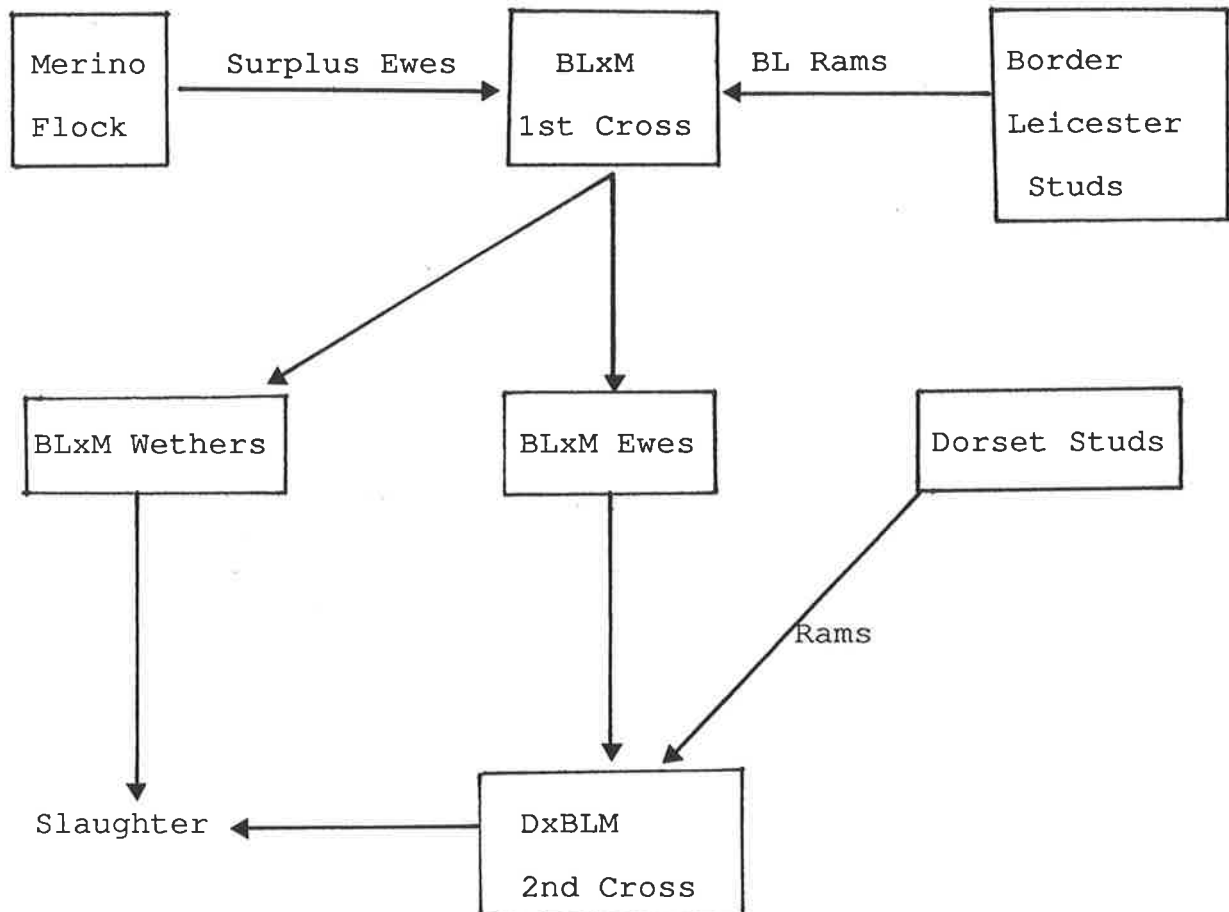 Merino
Flock
Surplus Ewes
BLxM
1st Cross
BL Rams
Border
Leicester
Studs
BLxM Wethers
BLxM Ewes
Dorset Studs
Rams
Slaughter
DxBLM
2nd Cross